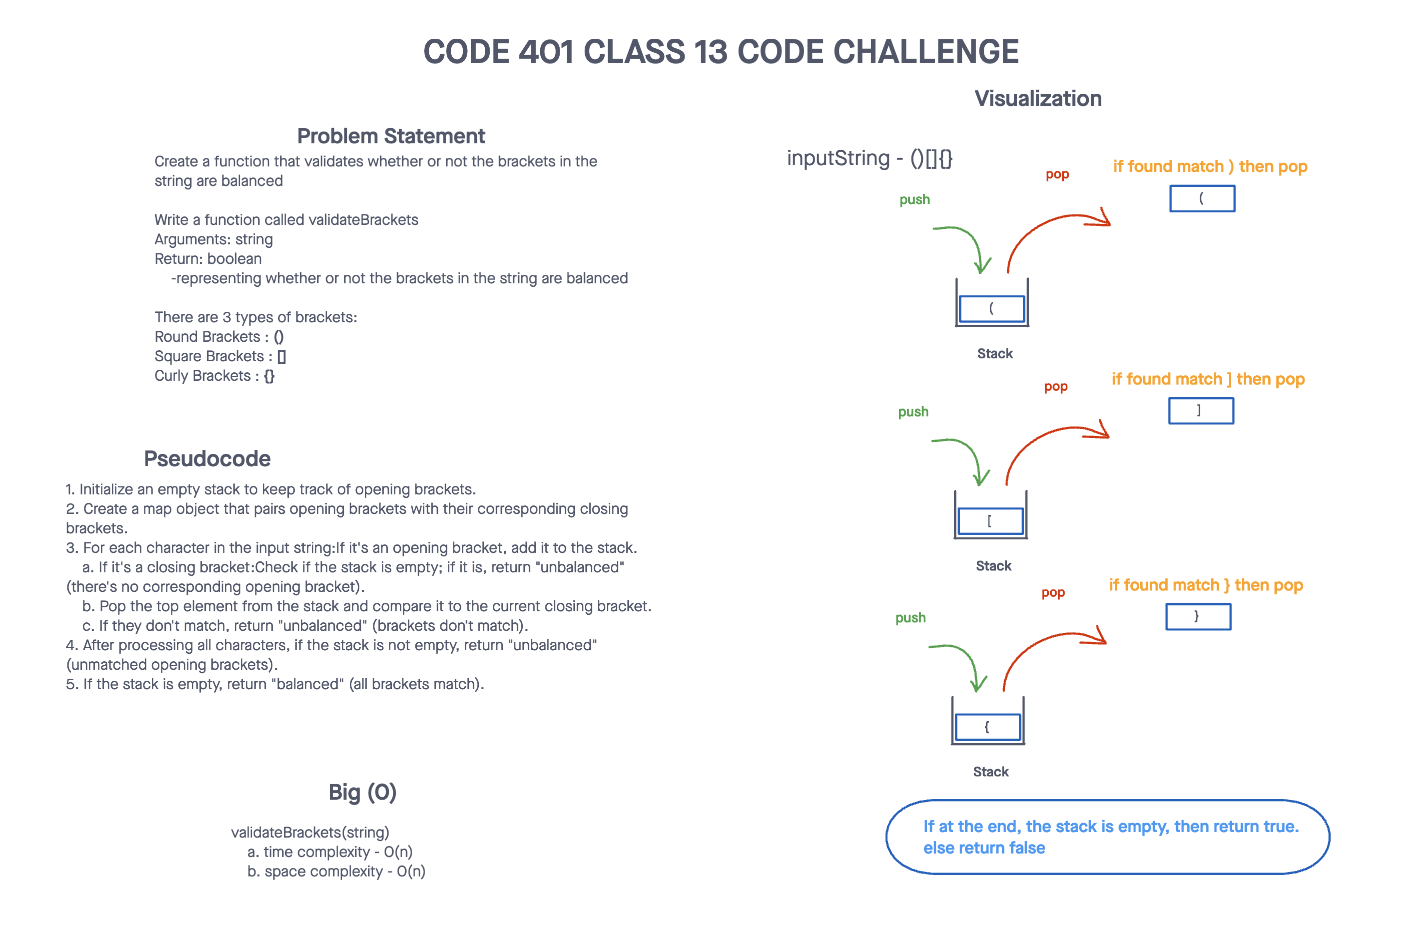 CODE 401 CLASS 13 CODE CHALLENGE
Problem Statement
Create a function that validates whether or not the brackets in the
string are balanced
Write a function called validateBrackets
Arguments: string
Return: boolean
-representing whether or not the brackets in the string are balanced
There are 3 types of brackets:
Round Brackets : ()
Square Brackets : []
Curly Brackets : {}
Pseudocode
1. Initialize an empty stack to keep track of opening brackets.
2. Create a map object that pairs opening brackets with their corresponding closing
brackets.
3. For each character in the input string:If it's an opening bracket, add it to the stack.
a. If it's a closing bracket:Check if the stack is empty; if it is, return "unbalanced"
(there's no corresponding opening bracket).
b. Pop the top element from the stack and compare it to the current closing bracket.
c. If they don't match, return "unbalanced" (brackets don't match).
4. After processing all characters, if the stack is not empty, return "unbalanced"
(unmatched opening brackets).
5. If the stack is empty, return "balanced" (all brackets match).
Big (O)
validateBrackets(string)
a. time complexity - O(n)
b. space complexity - O(n)
Visualization
inputString - ()[]{}
push
pop
if found match ) then pop
(
(
Stack
push
pop
if found match ] then pop
]
[
Stack
push
pop
if found match } then pop
}
{
Stack
If at the end, the stack is empty, then return true.
else return false